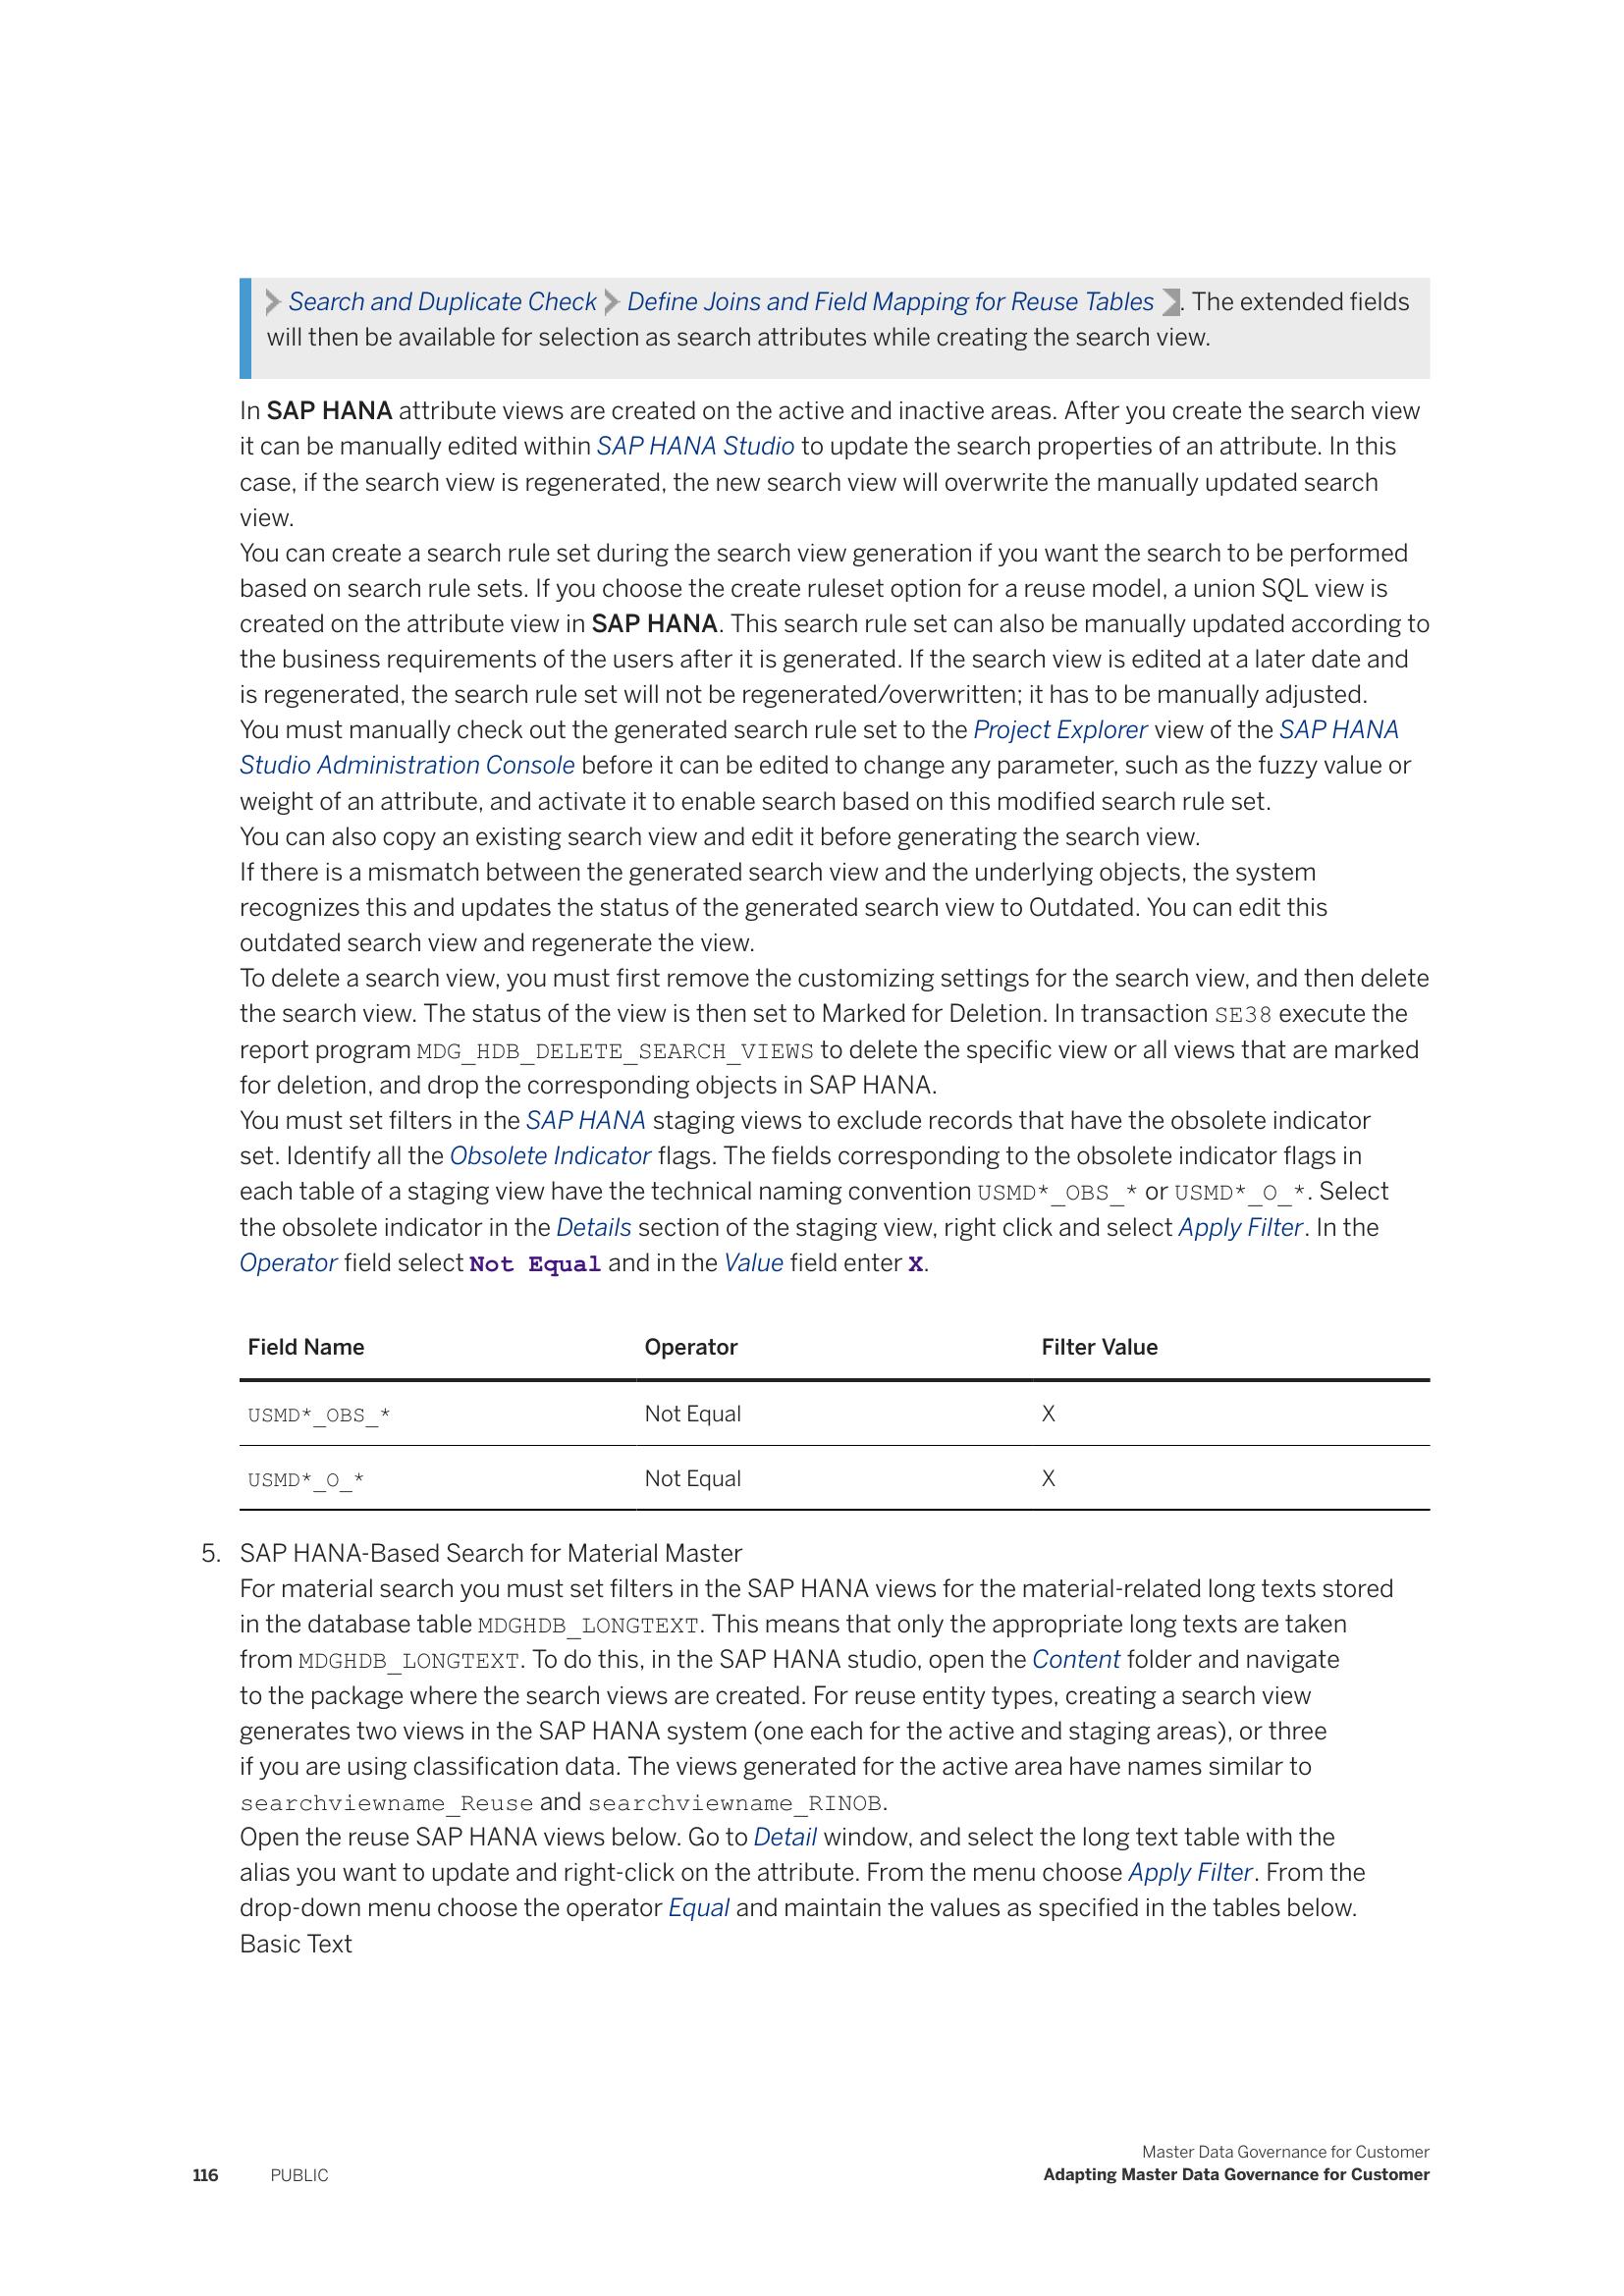 Search and Duplicate Check Define Joins and Field Mapping for Reuse Tables . The extended fields
will then be available for selection as search attributes while creating the search view.
In SAP HANA attribute views are created on the active and inactive areas. After you create the search view
it can be manually edited within SAP HANA Studio to update the search properties of an attribute. In this
case, if the search view is regenerated, the new search view will overwrite the manually updated search
view.
You can create a search rule set during the search view generation if you want the search to be performed
based on search rule sets. If you choose the create ruleset option for a reuse model, a union SQL view is
created on the attribute view in SAP HANA. This search rule set can also be manually updated according to
the business requirements of the users after it is generated. If the search view is edited at a later date and
is regenerated, the search rule set will not be regenerated/overwritten; it has to be manually adjusted.
You must manually check out the generated search rule set to the Project Explorer view of the SAP HANA
Studio Administration Console before it can be edited to change any parameter, such as the fuzzy value or
weight of an attribute, and activate it to enable search based on this modified search rule set.
You can also copy an existing search view and edit it before generating the search view.
If there is a mismatch between the generated search view and the underlying objects, the system
recognizes this and updates the status of the generated search view to Outdated. You can edit this
outdated search view and regenerate the view.
To delete a search view, you must first remove the customizing settings for the search view, and then delete
the search view. The status of the view is then set to Marked for Deletion. In transaction SE38 execute the
report program MDG_HDB_DELETE_SEARCH_VIEWS to delete the specific view or all views that are marked
for deletion, and drop the corresponding objects in SAP HANA.
You must set filters in the SAP HANA staging views to exclude records that have the obsolete indicator
set. Identify all the Obsolete Indicator flags. The fields corresponding to the obsolete indicator flags in
each table of a staging view have the technical naming convention USMD*_OBS_* or USMD*_O_*. Select
the obsolete indicator in the Details section of the staging view, right click and select Apply Filter. In the
Operator field select Not Equal and in the Value field enter X.
Field Name Operator Filter Value
USMD*_OBS_* Not Equal X
USMD*_O_* Not Equal X
5. SAP HANA-Based Search for Material Master
For material search you must set filters in the SAP HANA views for the material-related long texts stored
in the database table MDGHDB_LONGTEXT. This means that only the appropriate long texts are taken
from MDGHDB_LONGTEXT. To do this, in the SAP HANA studio, open the Content folder and navigate
to the package where the search views are created. For reuse entity types, creating a search view
generates two views in the SAP HANA system (one each for the active and staging areas), or three
if you are using classification data. The views generated for the active area have names similar to
searchviewname_Reuse and searchviewname_RINOB.
Open the reuse SAP HANA views below. Go to Detail window, and select the long text table with the
alias you want to update and right-click on the attribute. From the menu choose Apply Filter. From the
drop-down menu choose the operator Equal and maintain the values as specified in the tables below.
Basic Text
Master Data Governance for Customer
116 PUBLIC Adapting Master Data Governance for Customer